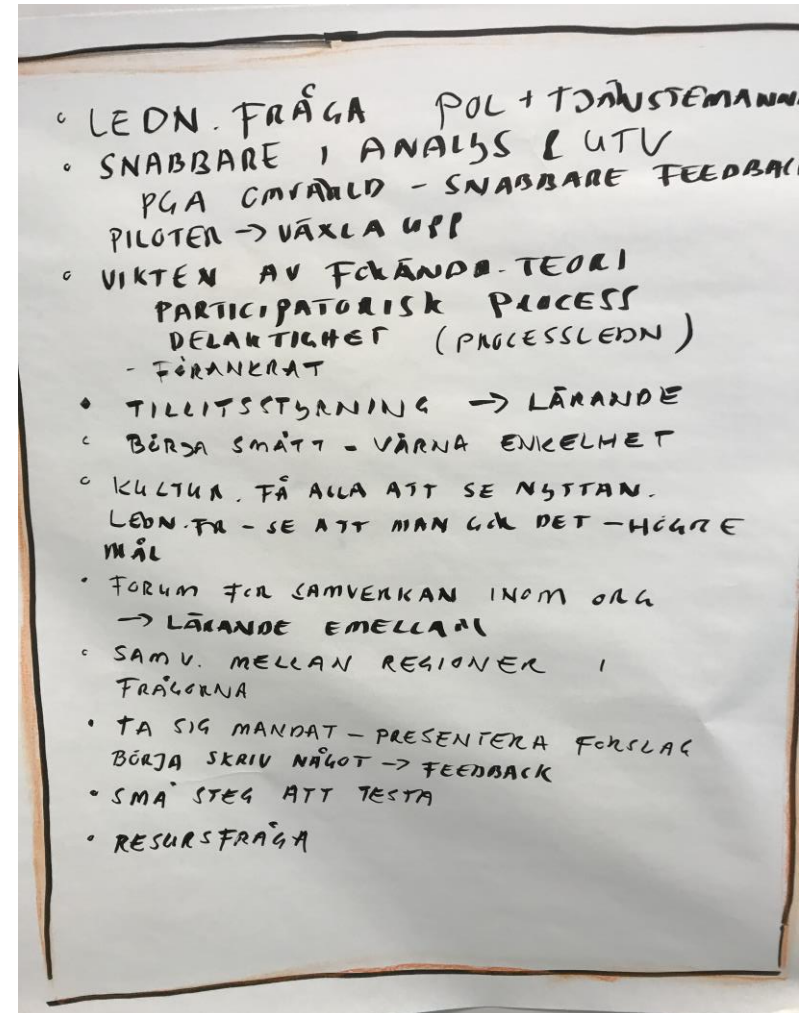 LEDN. FRÅGA POL + TJÄNSTEMANN
SNABBARE I ANALYS & UTV
PGA OMVÄRLD - SNABBARE FEEDBAC
PILOTER → VÄXLA UPP
VIKTEN AV FÖRÄNDR. TEORI
PARTICIPATORISK PROCESS
DELAKTIGHET (PROCESSLEDN)
- FÖRANKRAT
TILLITSSTYRNING → LÄRANDE
BÖRJA SMÅTT - VÄRNA ENKELHET
KULTUR. FÅ ALLA ATT SE NYTTAN.
LEDN.FR - SE ATT MAN GÖR DET - HÖGRE
MÅL
FORUM FÖR SAMVERKAN INOM ORG
→ LÄRANDE EMELLAN
SAMV. MELLAN REGIONER I
FRÅGORNA
TA SIG MANDAT - PRESENTERA FÖRSLAG
BÖRJA SKRIV NÅGOT → FEEDBACK
SMÅ STEG ATT TESTA
RESURSFRÅGA